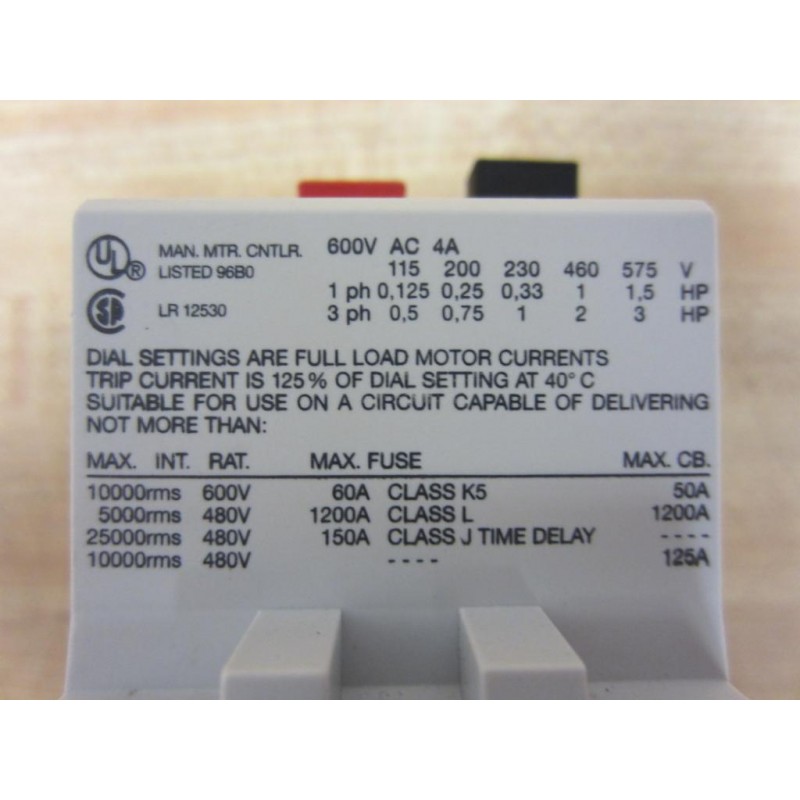 UL® MAN. MTR. CNTLR. 600V AC 4A
LISTED 96B0 115 200 230 460 575 V
1 ph 0,125 0,25 0,33 1 1,5 HP
SP LR 12530 3 ph 0,5 0,75 1 2 3 HP
DIAL SETTINGS ARE FULL LOAD MOTOR CURRENTS
TRIP CURRENT IS 125% OF DIAL SETTING AT 40° C
SUITABLE FOR USE ON A CIRCUIT CAPABLE OF DELIVERING
NOT MORE THAN:
MAX. INT. RAT. MAX. FUSE MAX. CB.
10000rms 600V 60A CLASS K5 50A
5000rms 480V 1200A CLASS L 1200A
25000rms 480V 150A CLASS J TIME DELAY ----
10000rms 480V ---- 125A